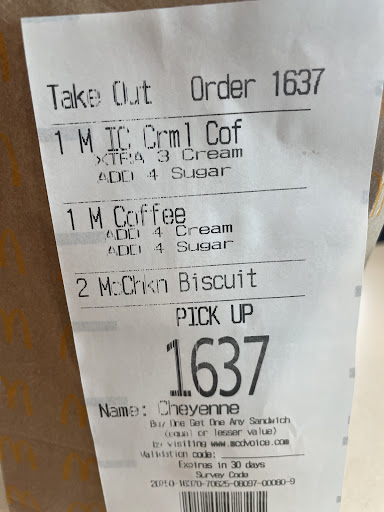 Take Out Order 1637
1 M IC Crml Cof
XTRA 3 Cream
ADD 4 Sugar
1 M Coffee
ADD 4 Cream
ADD 4 Sugar
2 McChkn Biscuit
PICK UP
1637
Name: Cheyenne
Buy One Get One Any Sandwich
(equal or lesser value)
by visiting www.mcdvoice.com
Validation code:
Expires in 30 days
Survey Code